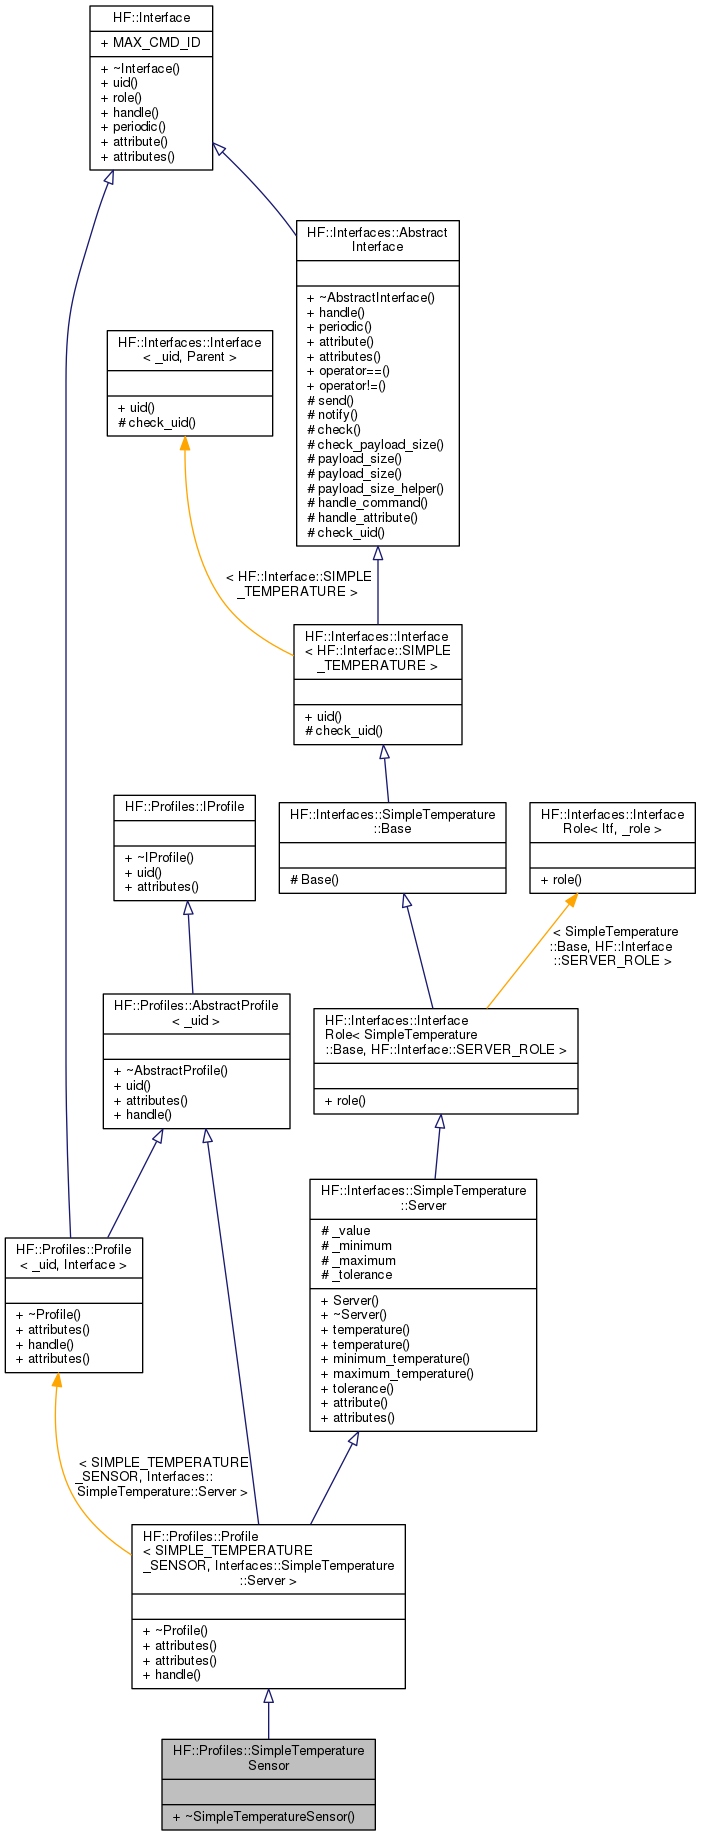 HF::Interface
+ MAX_CMD_ID
+ ~Interface()
+ uid()
+ role()
+ handle()
+ periodic()
+ attribute()
+ attributes()
HF::Interfaces::Abstract
Interface
+ ~AbstractInterface()
+ handle()
+ periodic()
+ attribute()
+ attributes()
+ operator==()
+ operator!=()
# send()
# notify()
# check()
# check_payload_size()
# payload_size()
# payload_size()
# payload_size_helper()
# handle_command()
# handle_attribute()
# check_uid()
HF::Interfaces::Interface
< _uid, Parent >
+ uid()
# check_uid()
< HF::Interface::SIMPLE
_TEMPERATURE >
HF::Interfaces::Interface
< HF::Interface::SIMPLE
_TEMPERATURE >
+ uid()
# check_uid()
HF::Profiles::IProfile
+ ~IProfile()
+ uid()
+ attributes()
HF::Interfaces::SimpleTemperature
::Base
# Base()
HF::Interfaces::Interface
Role< Itf, _role >
+ role()
< SimpleTemperature
::Base, HF::Interface
::SERVER_ROLE >
HF::Profiles::AbstractProfile
< _uid >
+ ~AbstractProfile()
+ uid()
+ attributes()
+ handle()
HF::Interfaces::Interface
Role< SimpleTemperature
::Base, HF::Interface::SERVER_ROLE >
+ role()
HF::Interfaces::SimpleTemperature
::Server
# _value
# _minimum
# _maximum
# _tolerance
+ Server()
+ ~Server()
+ temperature()
+ temperature()
+ minimum_temperature()
+ maximum_temperature()
+ tolerance()
+ attribute()
+ attributes()
HF::Profiles::Profile
< _uid, Interface >
+ ~Profile()
+ attributes()
+ handle()
+ attributes()
< SIMPLE_TEMPERATURE
_SENSOR, Interfaces::
SimpleTemperature::Server >
HF::Profiles::Profile
< SIMPLE_TEMPERATURE
_SENSOR, Interfaces::SimpleTemperature
::Server >
+ ~Profile()
+ attributes()
+ attributes()
+ handle()
HF::Profiles::SimpleTemperature
Sensor
+ ~SimpleTemperatureSensor()